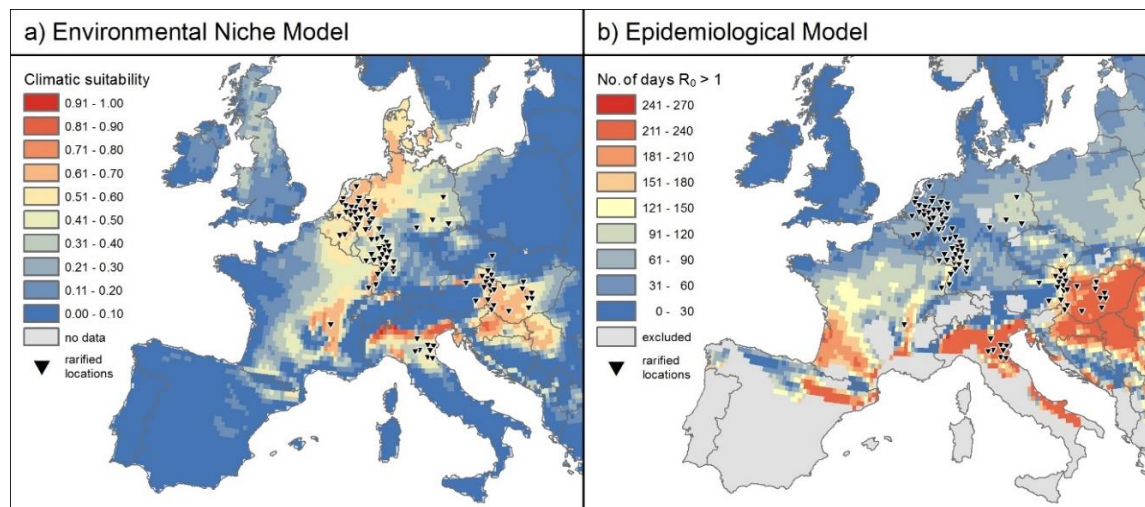 a) Environmental Niche Model
Climatic suitability
0.91 - 1.00
0.81 - 0.90
0.71 - 0.80
0.61 - 0.70
0.51 - 0.60
0.41 - 0.50
0.31 - 0.40
0.21 - 0.30
0.11 - 0.20
0.00 - 0.10
no data
rarified
locations
b) Epidemiological Model
No. of days R₀ > 1
241 - 270
211 - 240
181 - 210
151 - 180
121 - 150
91 - 120
61 - 90
31 - 60
0 - 30
excluded
rarified
locations